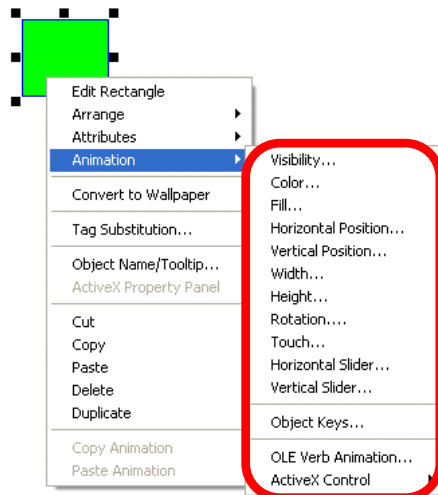 Edit Rectangle
Arrange
Attributes
Animation
Convert to Wallpaper
Tag Substitution...
Object Name/Tooltip...
ActiveX Property Panel
Cut
Copy
Paste
Delete
Duplicate
Copy Animation
Paste Animation
Visibility...
Color...
Fill...
Horizontal Position...
Vertical Position...
Width...
Height...
Rotation....
Touch...
Horizontal Slider...
Vertical Slider...
Object Keys...
OLE Verb Animation...
ActiveX Control